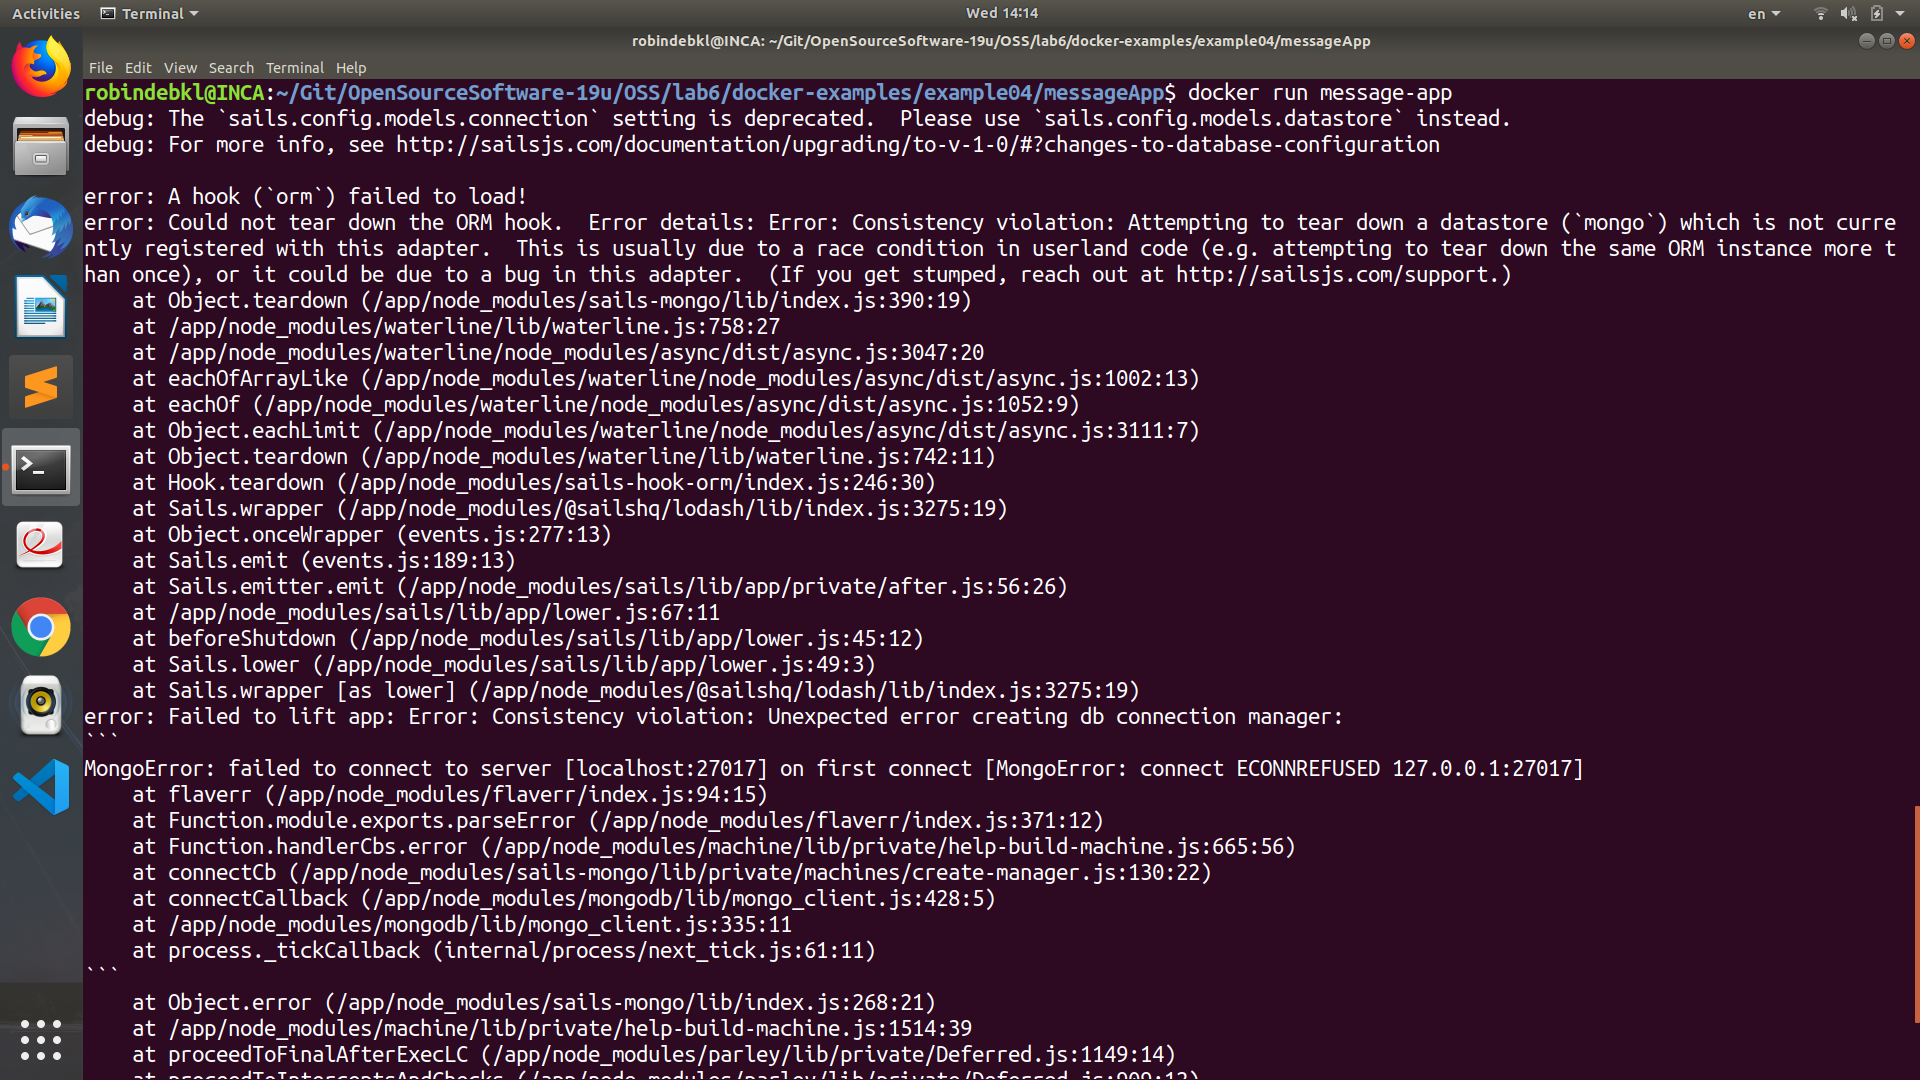 Activities Terminal Wed 14:14 en
robindebkl@INCA: ~/Git/OpenSourceSoftware-19u/OSS/lab6/docker-examples/example04/messageApp
File Edit View Search Terminal Help
robindebkl@INCA:~/Git/OpenSourceSoftware-19u/OSS/lab6/docker-examples/example04/messageApp$ docker run message-app
debug: The `sails.config.models.connection` setting is deprecated.  Please use `sails.config.models.datastore` instead.
debug: For more info, see http://sailsjs.com/documentation/upgrading/to-v-1-0/#?changes-to-database-configuration
error: A hook (`orm`) failed to load!
error: Could not tear down the ORM hook.  Error details: Error: Consistency violation: Attempting to tear down a datastore (`mongo`) which is not curre
ntly registered with this adapter.  This is usually due to a race condition in userland code (e.g. attempting to tear down the same ORM instance more t
han once), or it could be due to a bug in this adapter.  (If you get stumped, reach out at http://sailsjs.com/support.)
    at Object.teardown (/app/node_modules/sails-mongo/lib/index.js:390:19)
    at /app/node_modules/waterline/lib/waterline.js:758:27
    at /app/node_modules/waterline/node_modules/async/dist/async.js:3047:20
    at eachOfArrayLike (/app/node_modules/waterline/node_modules/async/dist/async.js:1002:13)
    at eachOf (/app/node_modules/waterline/node_modules/async/dist/async.js:1052:9)
    at Object.eachLimit (/app/node_modules/waterline/node_modules/async/dist/async.js:3111:7)
    at Object.teardown (/app/node_modules/waterline/lib/waterline.js:742:11)
    at Hook.teardown (/app/node_modules/sails-hook-orm/index.js:246:30)
    at Sails.wrapper (/app/node_modules/@sailshq/lodash/lib/index.js:3275:19)
    at Object.onceWrapper (events.js:277:13)
    at Sails.emit (events.js:189:13)
    at Sails.emitter.emit (/app/node_modules/sails/lib/app/private/after.js:56:26)
    at /app/node_modules/sails/lib/app/lower.js:67:11
    at beforeShutdown (/app/node_modules/sails/lib/app/lower.js:45:12)
    at Sails.lower (/app/node_modules/sails/lib/app/lower.js:49:3)
    at Sails.wrapper [as lower] (/app/node_modules/@sailshq/lodash/lib/index.js:3275:19)
error: Failed to lift app: Error: Consistency violation: Unexpected error creating db connection manager:
```
MongoError: failed to connect to server [localhost:27017] on first connect [MongoError: connect ECONNREFUSED 127.0.0.1:27017]
    at flaverr (/app/node_modules/flaverr/index.js:94:15)
    at Function.module.exports.parseError (/app/node_modules/flaverr/index.js:371:12)
    at Function.handlerCbs.error (/app/node_modules/machine/lib/private/help-build-machine.js:665:56)
    at connectCb (/app/node_modules/sails-mongo/lib/private/machines/create-manager.js:130:22)
    at connectCallback (/app/node_modules/mongodb/lib/mongo_client.js:428:5)
    at /app/node_modules/mongodb/lib/mongo_client.js:335:11
    at process._tickCallback (internal/process/next_tick.js:61:11)
```
    at Object.error (/app/node_modules/sails-mongo/lib/index.js:268:21)
    at /app/node_modules/machine/lib/private/help-build-machine.js:1514:39
    at proceedToFinalAfterExecLC (/app/node_modules/parley/lib/private/Deferred.js:1149:14)
    at proceedToInterceptsAndChecks (/app/node_modules/parley/lib/private/Deferred.js:909:12)